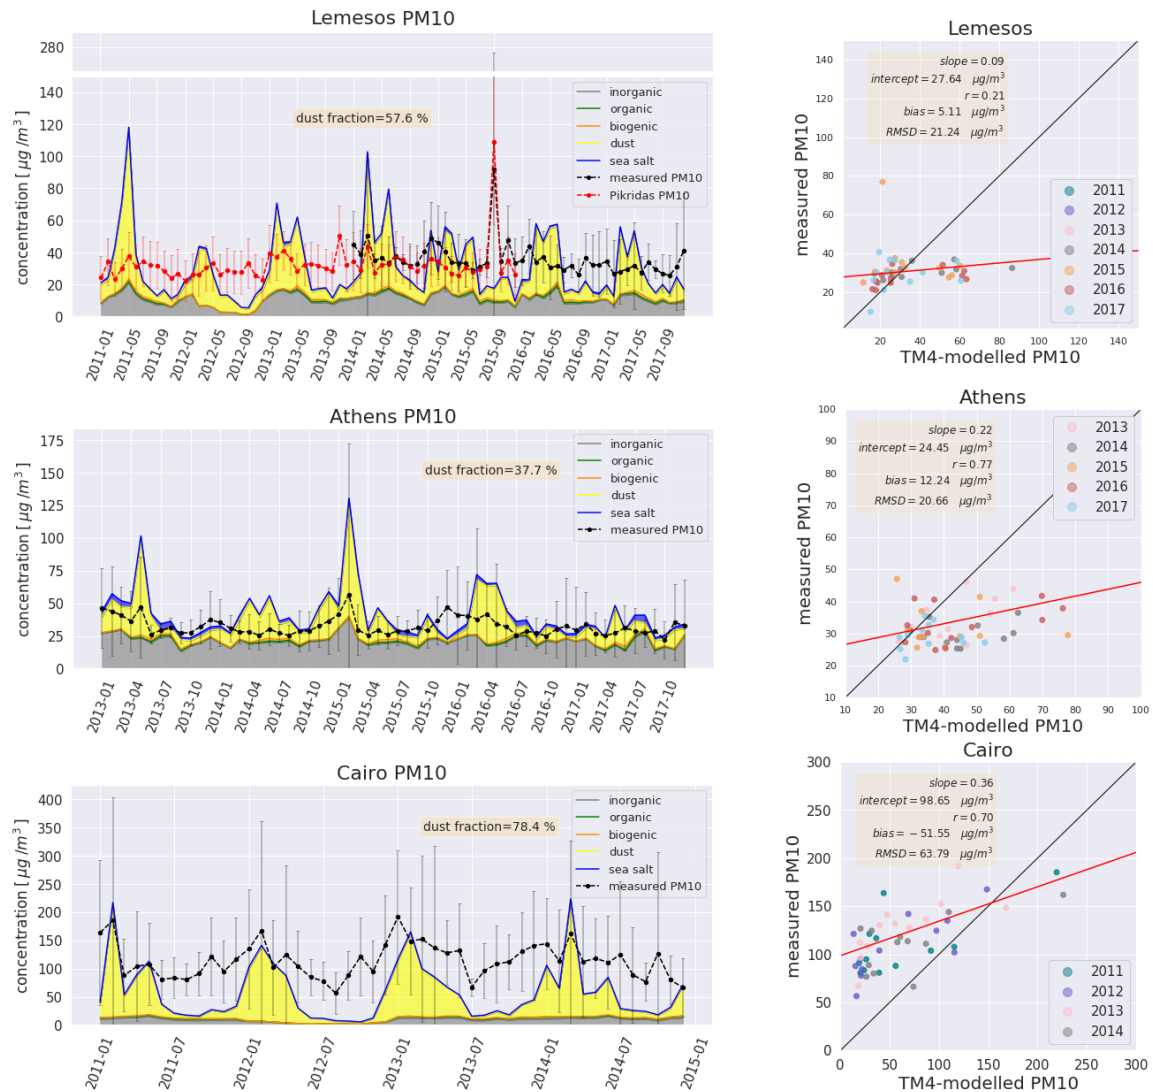 Lemesos PM10
280
140
120
100
80
60
40
20
0
concentration [ μg /m³ ]
dust fraction=57.6 %
inorganic
organic
biogenic
dust
sea salt
measured PM10
Pikridas PM10
2011-01
2011-05
2011-09
2012-01
2012-05
2012-09
2013-01
2013-05
2013-09
2014-01
2014-05
2014-09
2015-01
2015-05
2015-09
2016-01
2016-05
2016-09
2017-01
2017-05
2017-09
Lemesos
slope = 0.09
intercept = 27.64 μg/m³
r = 0.21
bias = 5.11 μg/m³
RMSD = 21.24 μg/m³
measured PM10
140
120
100
80
60
40
20
2011
2012
2013
2014
2015
2016
2017
20 40 60 80 100 120 140
TM4-modelled PM10
Athens PM10
175
150
125
100
75
50
25
0
concentration [ μg /m³ ]
dust fraction=37.7 %
inorganic
organic
biogenic
dust
sea salt
measured PM10
2013-01
2013-04
2013-07
2013-10
2014-01
2014-04
2014-07
2014-10
2015-01
2015-04
2015-07
2015-10
2016-01
2016-04
2016-07
2016-10
2017-01
2017-04
2017-07
2017-10
Athens
slope = 0.22
intercept = 24.45 μg/m³
r = 0.77
bias = 12.24 μg/m³
RMSD = 20.66 μg/m³
2013
2014
2015
2016
2017
measured PM10
100
90
80
70
60
50
40
30
20
10
10 20 30 40 50 60 70 80 90 100
TM4-modelled PM10
Cairo PM10
400
350
300
250
200
150
100
50
0
concentration [ μg /m³ ]
dust fraction=78.4 %
inorganic
organic
biogenic
dust
sea salt
measured PM10
2011-01
2011-07
2012-01
2012-07
2013-01
2013-07
2014-01
2014-07
2015-01
Cairo
slope = 0.36
intercept = 98.65 μg/m³
r = 0.70
bias = −51.55 μg/m³
RMSD = 63.79 μg/m³
measured PM10
300
250
200
150
100
50
0
2011
2012
2013
2014
0 50 100 150 200 250 300
TM4-modelled PM10